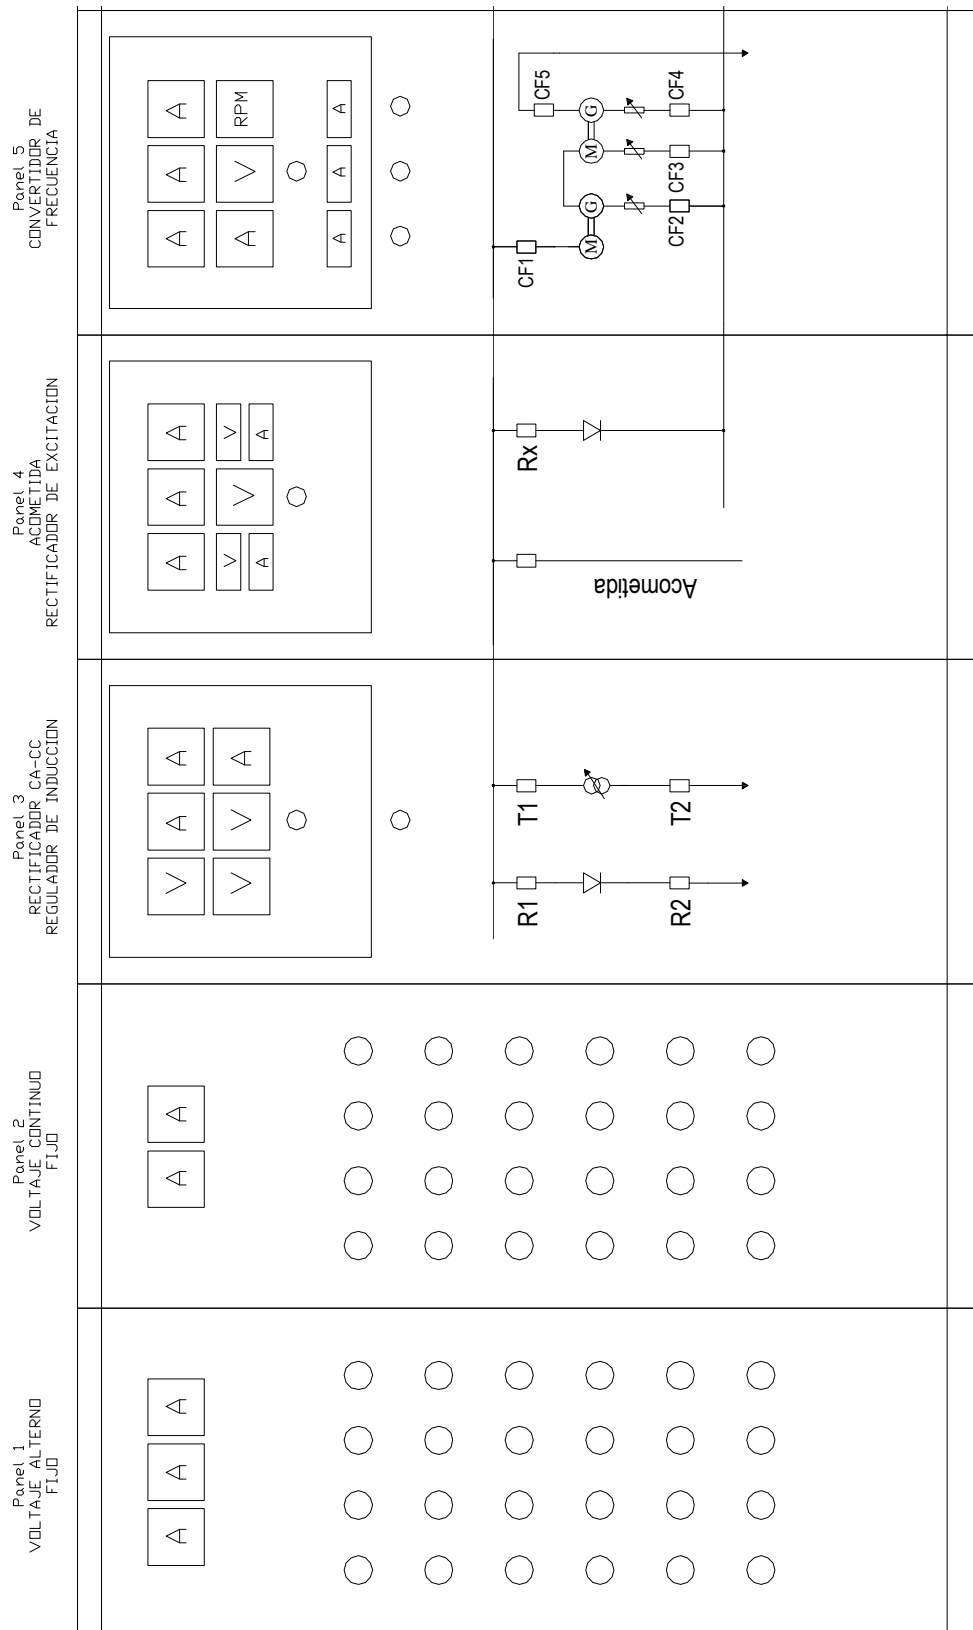 Panel 1
VOLTAJE ALTERNO
FIJO
A
A
A
Panel 2
VOLTAJE CONTINUO
FIJO
A
A
Panel 3
RECTIFICADOR CA-CC
REGULADOR DE INDUCCION
V
A
A
V
V
A
R1
T1
R2
T2
Panel 4
ACOMETIDA
RECTIFICADOR DE EXCITACION
A
A
A
V
V
V
A
A
Rx
Acometida
Panel 5
CONVERTIDOR DE
FRECUENCIA
A
A
A
A
V
RPM
A
A
A
CF1
CF5
M
G
M
G
CF2
CF3
CF4